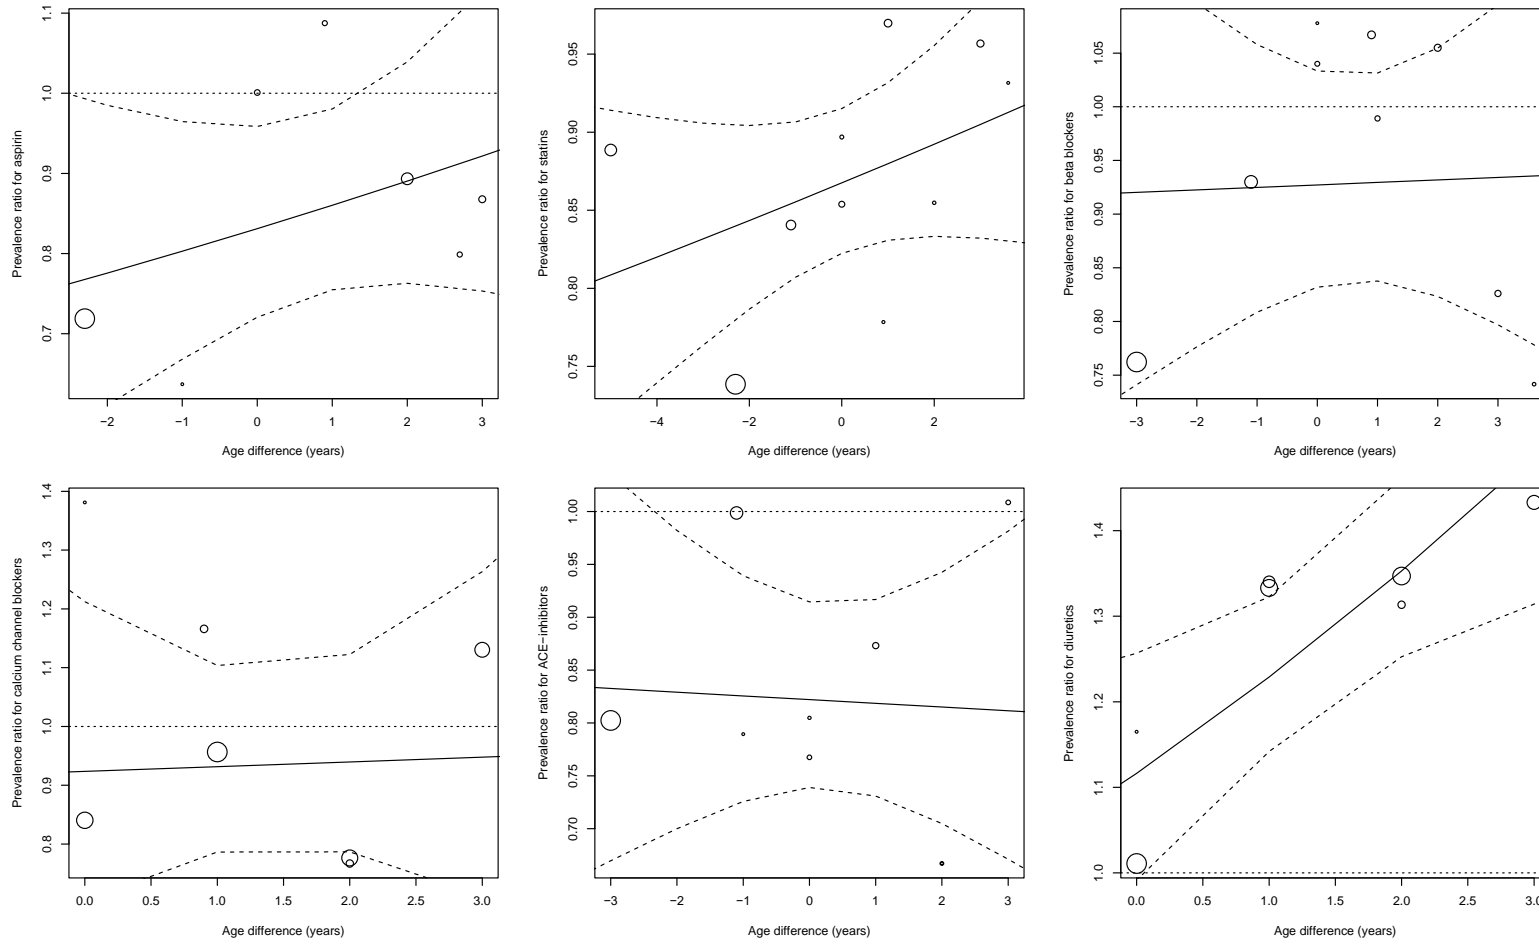 Prevalence ratio for aspirin
0.7 0.8 0.9 1.0 1.1
−2 −1 0 1 2 3
Age difference (years)
Prevalence ratio for statins
0.75 0.80 0.85 0.90 0.95
−4 −2 0 2
Age difference (years)
Prevalence ratio for beta blockers
0.75 0.80 0.85 0.90 0.95 1.00 1.05
−3 −2 −1 0 1 2 3
Age difference (years)
Prevalence ratio for calcium channel blockers
0.8 0.9 1.0 1.1 1.2 1.3 1.4
0.0 0.5 1.0 1.5 2.0 2.5 3.0
Age difference (years)
Prevalence ratio for ACE−inhibitors
0.70 0.75 0.80 0.85 0.90 0.95 1.00
−3 −2 −1 0 1 2 3
Age difference (years)
Prevalence ratio for diuretics
1.0 1.1 1.2 1.3 1.4
0.0 0.5 1.0 1.5 2.0 2.5 3.0
Age difference (years)